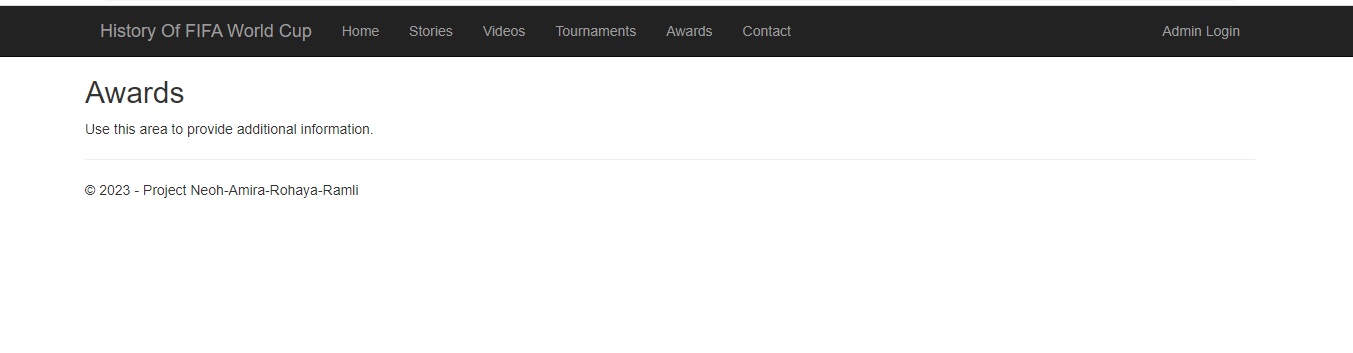 History Of FIFA World Cup Home Stories Videos Tournaments Awards Contact Admin Login
Awards
Use this area to provide additional information.
© 2023 - Project Neoh-Amira-Rohaya-Ramli